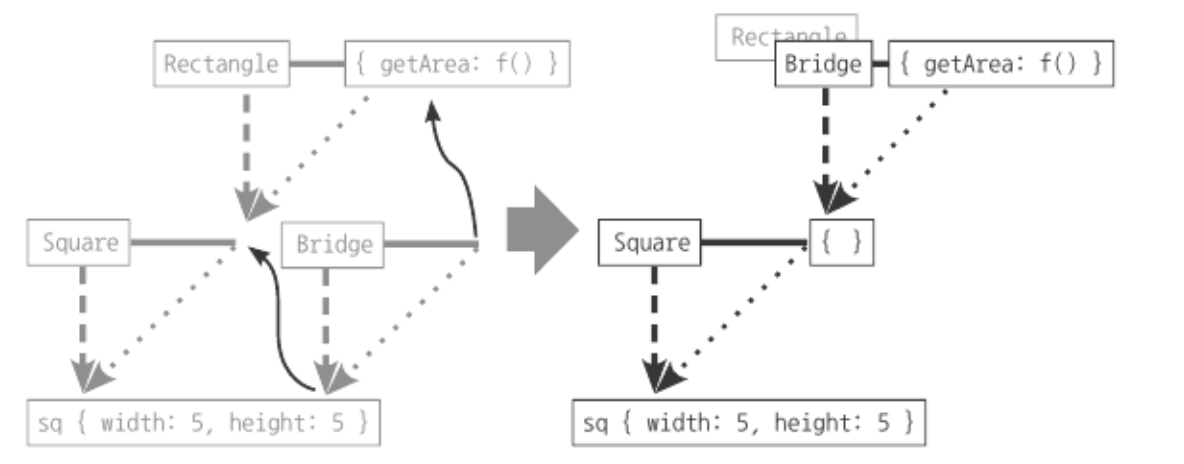 Rectangle
{ getArea: f() }
Square
Bridge
sq { width: 5, height: 5 }
Rectangle
Bridge
{ getArea: f() }
Square
{ }
sq { width: 5, height: 5 }